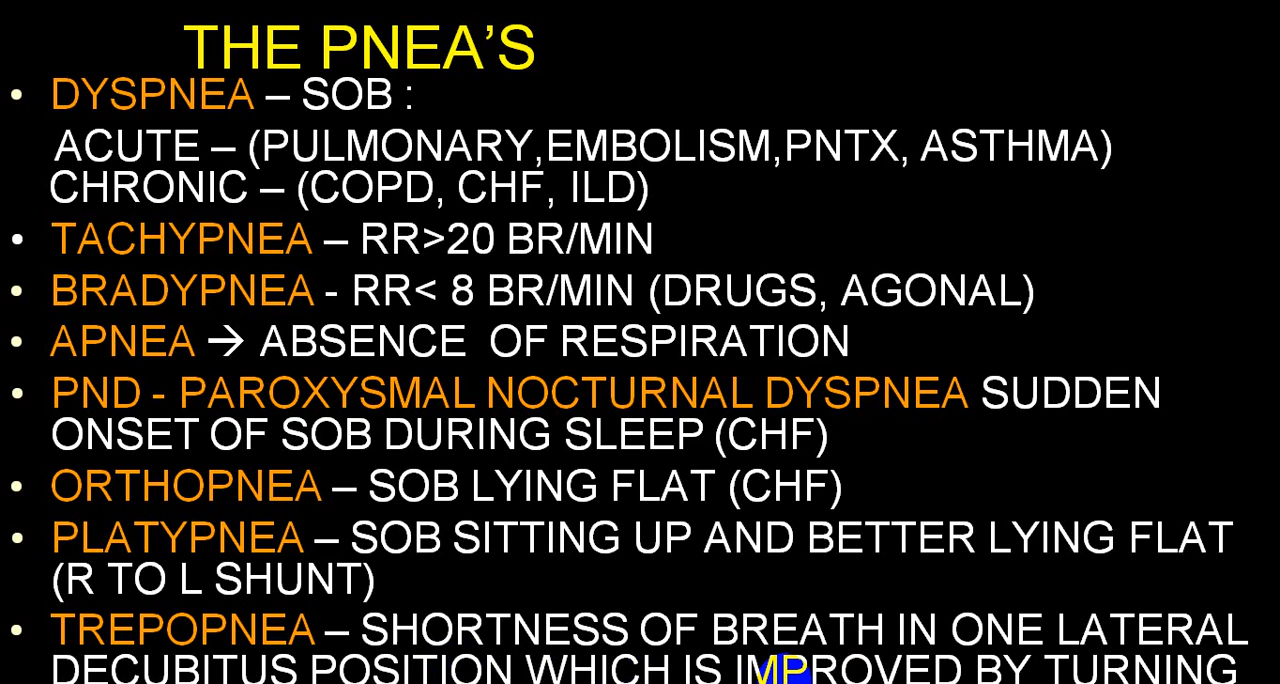 THE PNEA'S
• DYSPNEA – SOB :
ACUTE – (PULMONARY,EMBOLISM,PNTX, ASTHMA)
CHRONIC – (COPD, CHF, ILD)
• TACHYPNEA – RR>20 BR/MIN
• BRADYPNEA - RR< 8 BR/MIN (DRUGS, AGONAL)
• APNEA → ABSENCE OF RESPIRATION
• PND - PAROXYSMAL NOCTURNAL DYSPNEA SUDDEN
ONSET OF SOB DURING SLEEP (CHF)
• ORTHOPNEA – SOB LYING FLAT (CHF)
• PLATYPNEA – SOB SITTING UP AND BETTER LYING FLAT
(R TO L SHUNT)
• TREPOPNEA – SHORTNESS OF BREATH IN ONE LATERAL
DECUBITUS POSITION WHICH IS IMPROVED BY TURNING